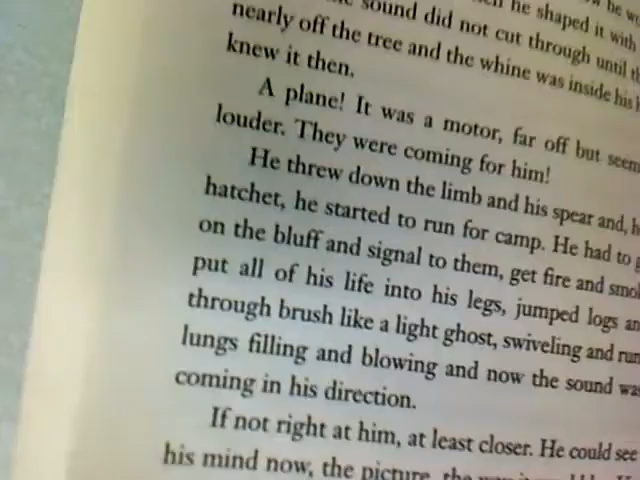 he shaped it with
sound did not cut through until
nearly off the tree and the whine was inside his
knew it then.
A plane! It was a motor, far off but
louder. They were coming for him!
He threw down the limb and his spear and,
hatchet, he started to run for camp. He had to
on the bluff and signal to them, get fire and
put all of his life into his legs, jumped logs
through brush like a light ghost, swiveling and
lungs filling and blowing and now the sound
coming in his direction.
If not right at him, at least closer. He could see
his mind now, the picture, the